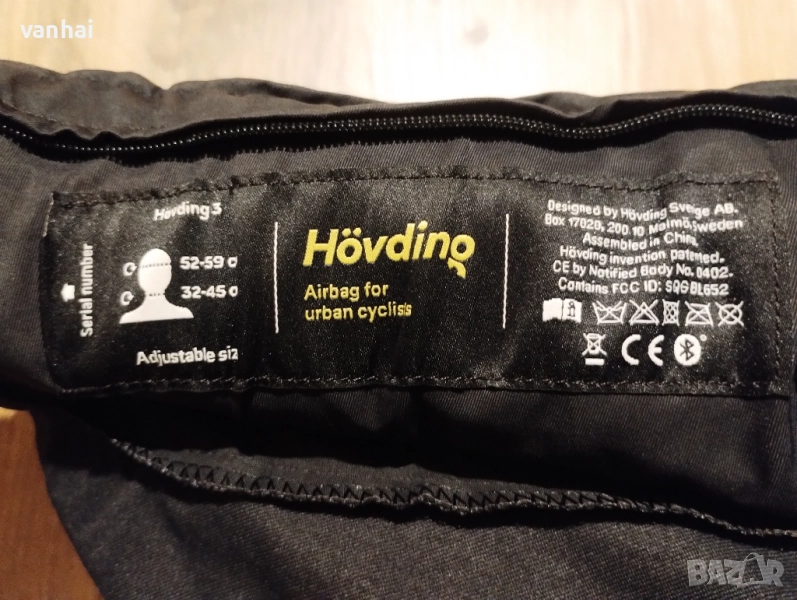 vanhai
Serial number
Hövding 3
52-59 c
32-45 c
Adjustable siz
Hövding
Airbag for
urban cyclists
Designed by Hövding Sverige AB.
Box 17020, 200 10 Malmö, Sweden
Assembled in China.
Hövding invention patented.
CE by Notified Body No. 0402.
Contains FCC ID: SQGBL652
CE
BAZAR